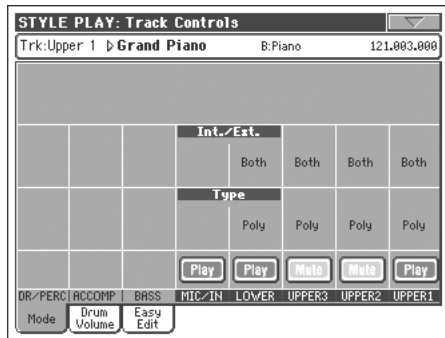 STYLE PLAY: Track Controls
Trk:Upper 1 Grand Piano B:Piano 121.003.000
Int./Ext.
Both Both Both Both
Type
Poly Poly Poly Poly
Play Play Mute Mute Play
DR/PERC ACCOMP BASS MIC/IN LOWER UPPER3 UPPER2 UPPER1
Mode Drum Volume Easy Edit